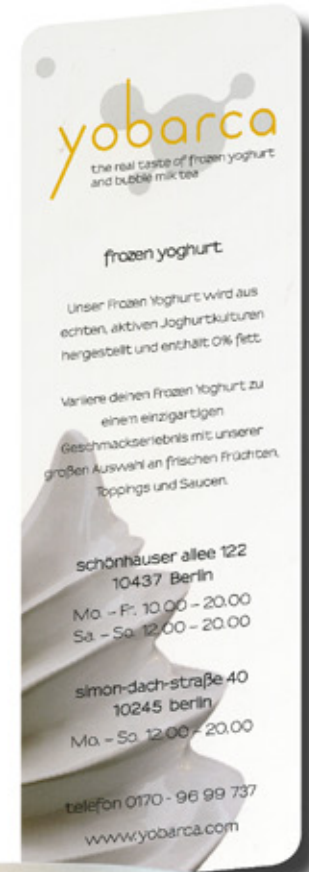 yobarca
the real taste of frozen yoghurt
and bubble milk tea
frozen yoghurt
Unser Frozen Yoghurt wird aus
echten, aktiven Joghurtkulturen
hergestellt und enthält 0% fett
Variiere deinen Frozen Yoghurt zu
einem einzigartigen
Geschmackserlebnis mit unserer
großen Auswahl an frischen Früchten,
Toppings und Saucen.
schönhauser allee 122
10437 Berlin
Mo. – Fr. 10.00 – 20.00
Sa. – So. 12.00 – 20.00
simon-dach-straße 40
10245 berlin
Mo. – So. 12.00 – 20.00
telefon 0170 - 96 99 737
www.yobarca.com